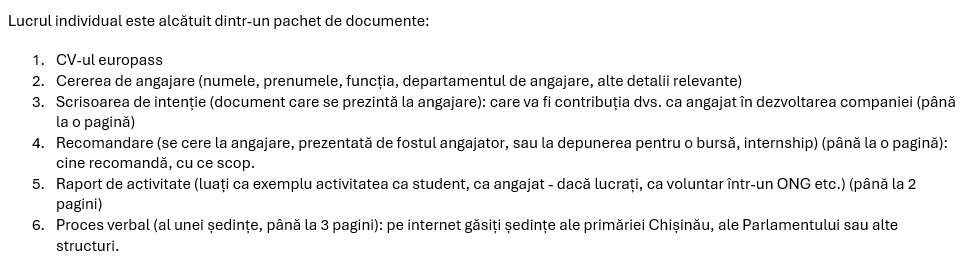 Lucrul individual este alcătuit dintr-un pachet de documente:
1. CV-ul europass
2. Cererea de angajare (numele, prenumele, funcția, departamentul de angajare, alte detalii relevante)
3. Scrisoarea de intenție (document care se prezintă la angajare): care va fi contribuția dvs. ca angajat în dezvoltarea companiei (până
la o pagină)
4. Recomandare (se cere la angajare, prezentată de fostul angajator, sau la depunerea pentru o bursă, internship) (până la o pagină):
cine recomandă, cu ce scop.
5. Raport de activitate (luați ca exemplu activitatea ca student, ca angajat - dacă lucrați, ca voluntar într-un ONG etc.) (până la 2
pagini)
6. Proces verbal (al unei ședințe, până la 3 pagini): pe internet găsiți ședințe ale primăriei Chișinău, ale Parlamentului sau alte
structuri.